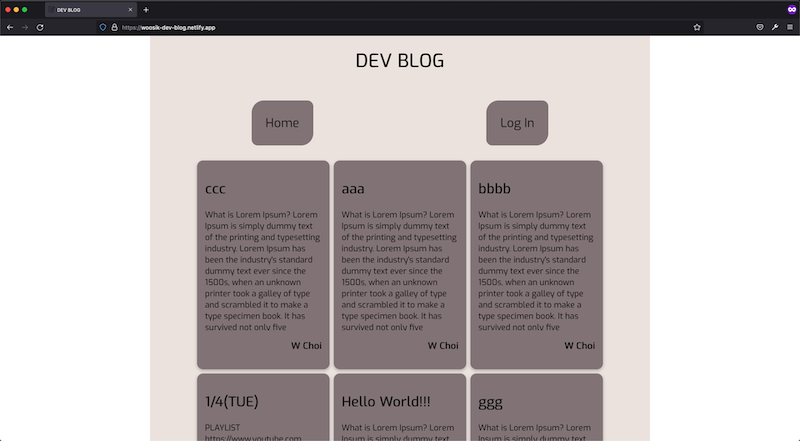 DEV BLOG
https://woosik-dev-blog.netlify.app
DEV BLOG
Home
Log In
ccc
What is Lorem Ipsum? Lorem
Ipsum is simply dummy text
of the printing and typesetting
industry. Lorem Ipsum has
been the industry's standard
dummy text ever since the
1500s, when an unknown
printer took a galley of type
and scrambled it to make a
type specimen book. It has
survived not only five
W Choi
aaa
What is Lorem Ipsum? Lorem
Ipsum is simply dummy text
of the printing and typesetting
industry. Lorem Ipsum has
been the industry's standard
dummy text ever since the
1500s, when an unknown
printer took a galley of type
and scrambled it to make a
type specimen book. It has
survived not only five
W Choi
bbbb
What is Lorem Ipsum? Lorem
Ipsum is simply dummy text
of the printing and typesetting
industry. Lorem Ipsum has
been the industry's standard
dummy text ever since the
1500s, when an unknown
printer took a galley of type
and scrambled it to make a
type specimen book. It has
survived not only five
W Choi
1/4(TUE)
PLAYLIST
https://www.youtube.com
Hello World!!!
What is Lorem Ipsum? Lorem
Ipsum is simply dummy text
ggg
What is Lorem Ipsum? Lorem
Ipsum is simply dummy text